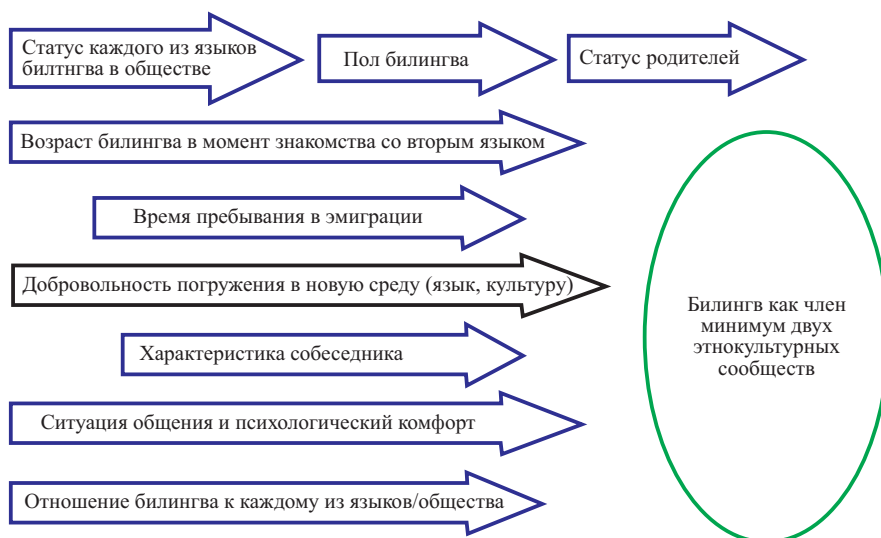 Статус каждого из языков
билтнгва в обществе
Пол билингва
Статус родителей
Возраст билингва в момент знакомства со вторым языком
Время пребывания в эмиграции
Добровольность погружения в новую среду (язык, культуру)
Характеристика собеседника
Ситуация общения и психологический комфорт
Отношение билингва к каждому из языков/общества
Билингв как член
минимум двух
этнокультурных
сообществ